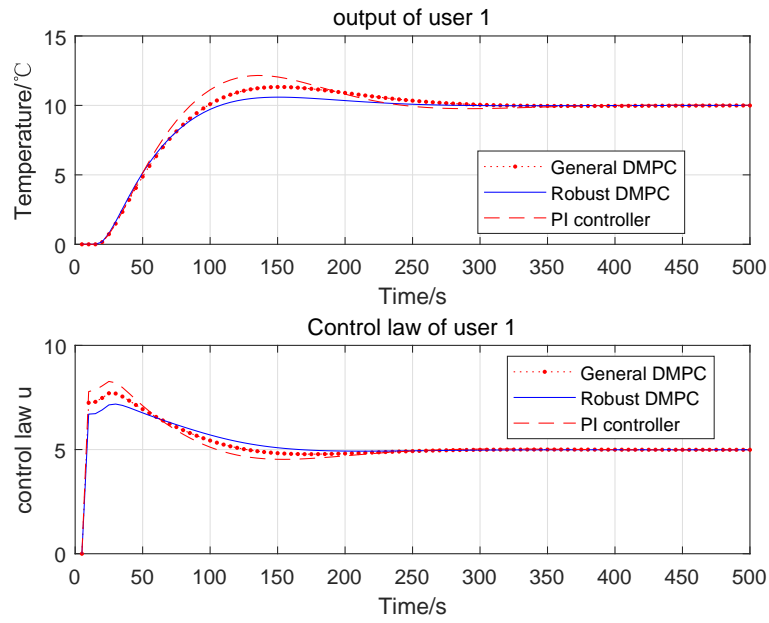 output of user 1
Temperature/℃
15
10
5
0
General DMPC
Robust DMPC
PI controller
0 50 100 150 200 250 300 350 400 450 500
Time/s
Control law of user 1
control law u
10
5
0
General DMPC
Robust DMPC
PI controller
0 50 100 150 200 250 300 350 400 450 500
Time/s